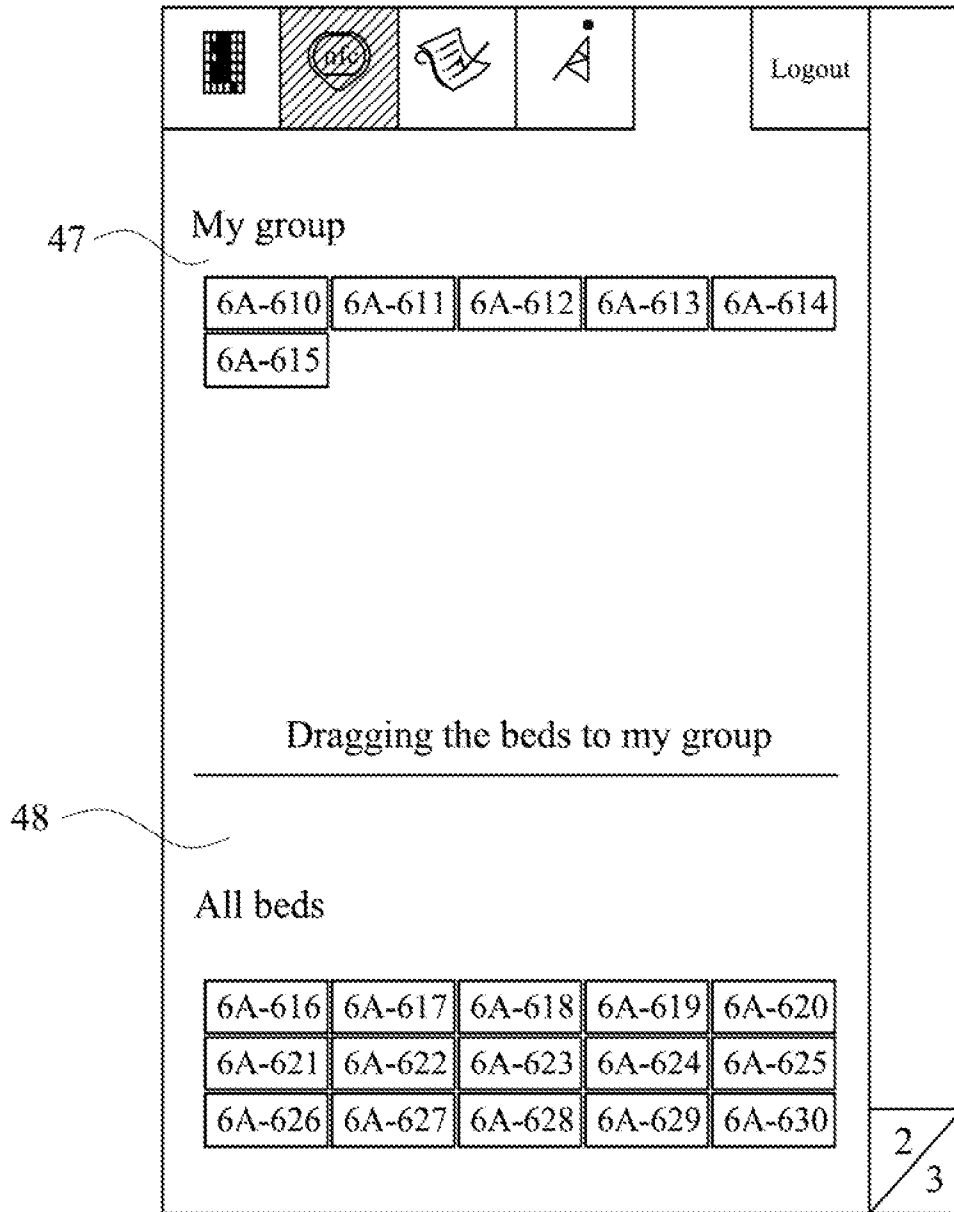 nfc
Logout
My group
47
6A-610 6A-611 6A-612 6A-613 6A-614
6A-615
Dragging the beds to my group
48
All beds
6A-616 6A-617 6A-618 6A-619 6A-620
6A-621 6A-622 6A-623 6A-624 6A-625
6A-626 6A-627 6A-628 6A-629 6A-630
2/3